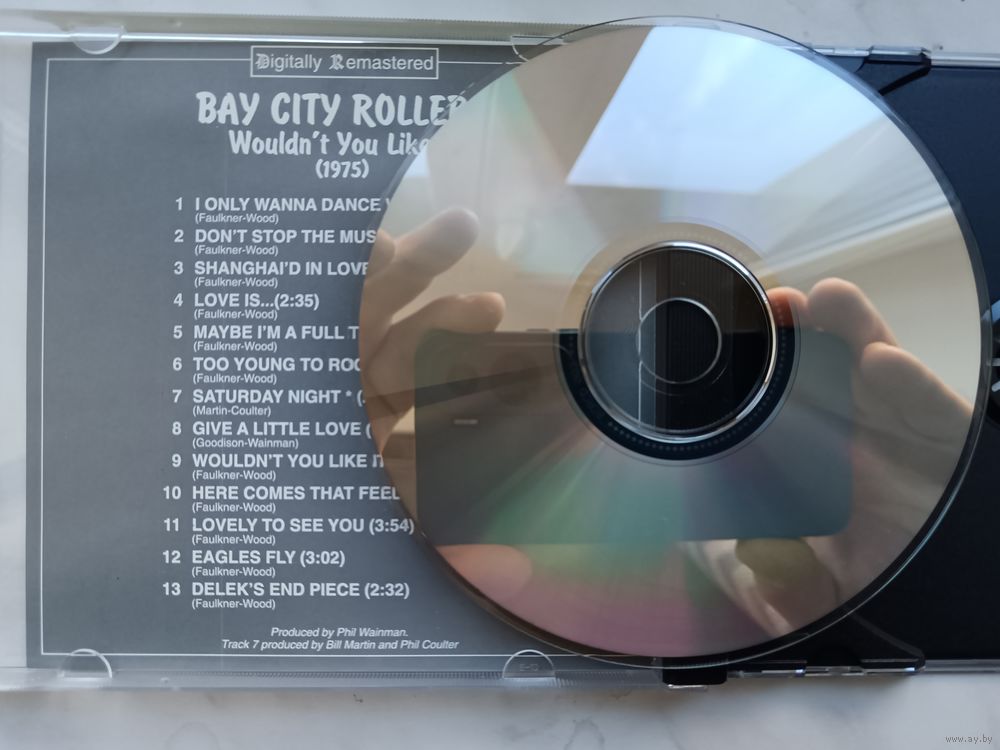 Digitally Remastered
BAY CITY ROLLER
Wouldn't You Like
(1975)
1 I ONLY WANNA DANCE
(Faulkner-Wood)
2 DON'T STOP THE MUS
(Faulkner-Wood)
3 SHANGHAI'D IN LOVE
(Faulkner-Wood)
4 LOVE IS...(2:35)
(Faulkner-Wood)
5 MAYBE I'M A FULL T
(Faulkner-Wood)
6 TOO YOUNG TO ROC
(Faulkner-Wood)
7 SATURDAY NIGHT * (
(Martin-Coulter)
8 GIVE A LITTLE LOVE (
(Goodison-Wainman)
9 WOULDN'T YOU LIKE IT
(Faulkner-Wood)
10 HERE COMES THAT FEEL
(Faulkner-Wood)
11 LOVELY TO SEE YOU (3:54)
(Faulkner-Wood)
12 EAGLES FLY (3:02)
(Faulkner-Wood)
13 DELEK'S END PIECE (2:32)
(Faulkner-Wood)
Produced by Phil Wainman.
Track 7 produced by Bill Martin and Phil Coulter
www.ay.by